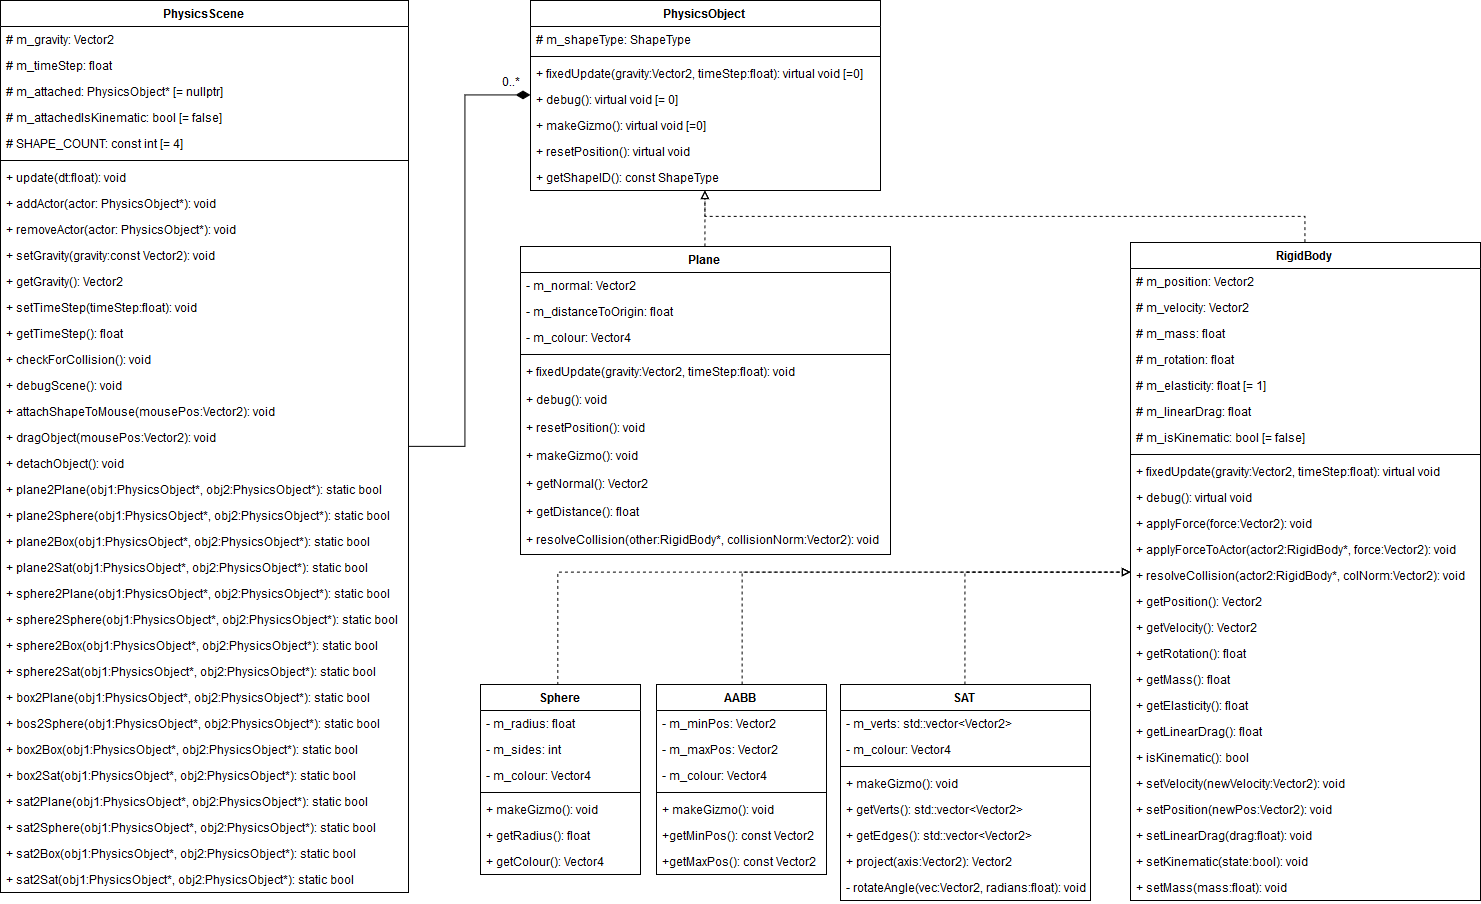 PhysicsScene
# m_gravity: Vector2
# m_timeStep: float
# m_attached: PhysicsObject* [= nullptr]
# m_attachedIsKinematic: bool [= false]
# SHAPE_COUNT: const int [= 4]
+ update(dt:float): void
+ addActor(actor: PhysicsObject*): void
+ removeActor(actor: PhysicsObject*): void
+ setGravity(gravity:const Vector2): void
+ getGravity(): Vector2
+ setTimeStep(timeStep:float): void
+ getTimeStep(): float
+ checkForCollision(): void
+ debugScene(): void
+ attachShapeToMouse(mousePos:Vector2): void
+ dragObject(mousePos:Vector2): void
+ detachObject(): void
+ plane2Plane(obj1:PhysicsObject*, obj2:PhysicsObject*): static bool
+ plane2Sphere(obj1:PhysicsObject*, obj2:PhysicsObject*): static bool
+ plane2Box(obj1:PhysicsObject*, obj2:PhysicsObject*): static bool
+ plane2Sat(obj1:PhysicsObject*, obj2:PhysicsObject*): static bool
+ sphere2Plane(obj1:PhysicsObject*, obj2:PhysicsObject*): static bool
+ sphere2Sphere(obj1:PhysicsObject*, obj2:PhysicsObject*): static bool
+ sphere2Box(obj1:PhysicsObject*, obj2:PhysicsObject*): static bool
+ sphere2Sat(obj1:PhysicsObject*, obj2:PhysicsObject*): static bool
+ box2Plane(obj1:PhysicsObject*, obj2:PhysicsObject*): static bool
+ bos2Sphere(obj1:PhysicsObject*, obj2:PhysicsObject*): static bool
+ box2Box(obj1:PhysicsObject*, obj2:PhysicsObject*): static bool
+ box2Sat(obj1:PhysicsObject*, obj2:PhysicsObject*): static bool
+ sat2Plane(obj1:PhysicsObject*, obj2:PhysicsObject*): static bool
+ sat2Sphere(obj1:PhysicsObject*, obj2:PhysicsObject*): static bool
+ sat2Box(obj1:PhysicsObject*, obj2:PhysicsObject*): static bool
+ sat2Sat(obj1:PhysicsObject*, obj2:PhysicsObject*): static bool
0..*
PhysicsObject
# m_shapeType: ShapeType
+ fixedUpdate(gravity:Vector2, timeStep:float): virtual void [=0]
+ debug(): virtual void [= 0]
+ makeGizmo(): virtual void [=0]
+ resetPosition(): virtual void
+ getShapeID(): const ShapeType
Plane
- m_normal: Vector2
- m_distanceToOrigin: float
- m_colour: Vector4
+ fixedUpdate(gravity:Vector2, timeStep:float): void
+ debug(): void
+ resetPosition(): void
+ makeGizmo(): void
+ getNormal(): Vector2
+ getDistance(): float
+ resolveCollision(other:RigidBody*, collisionNorm:Vector2): void
RigidBody
# m_position: Vector2
# m_velocity: Vector2
# m_mass: float
# m_rotation: float
# m_elasticity: float [= 1]
# m_linearDrag: float
# m_isKinematic: bool [= false]
+ fixedUpdate(gravity:Vector2, timeStep:float): virtual void
+ debug(): virtual void
+ applyForce(force:Vector2): void
+ applyForceToActor(actor2:RigidBody*, force:Vector2): void
+ resolveCollision(actor2:RigidBody*, colNorm:Vector2): void
+ getPosition(): Vector2
+ getVelocity(): Vector2
+ getRotation(): float
+ getMass(): float
+ getElasticity(): float
+ getLinearDrag(): float
+ isKinematic(): bool
+ setVelocity(newVelocity:Vector2): void
+ setPosition(newPos:Vector2): void
+ setLinearDrag(drag:float): void
+ setKinematic(state:bool): void
+ setMass(mass:float): void
Sphere
- m_radius: float
- m_sides: int
- m_colour: Vector4
+ makeGizmo(): void
+ getRadius(): float
+ getColour(): Vector4
AABB
- m_minPos: Vector2
- m_maxPos: Vector2
- m_colour: Vector4
+ makeGizmo(): void
+getMinPos(): const Vector2
+getMaxPos(): const Vector2
SAT
- m_verts: std::vector<Vector2>
- m_colour: Vector4
+ makeGizmo(): void
+ getVerts(): std::vector<Vector2>
+ getEdges(): std::vector<Vector2>
+ project(axis:Vector2): Vector2
- rotateAngle(vec:Vector2, radians:float): void